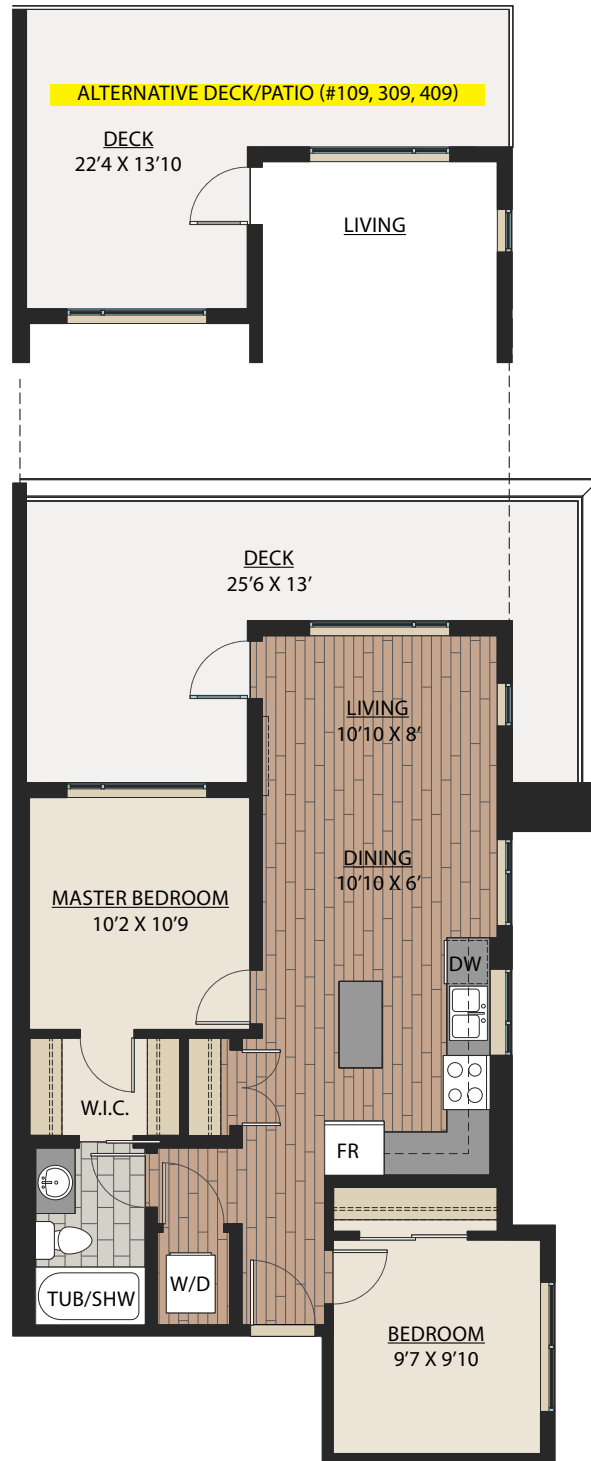 ALTERNATIVE DECK/PATIO (#109, 309, 409)
DECK
22'4 X 13'10
LIVING
DECK
25'6 X 13'
LIVING
10'10 X 8'
DINING
10'10 X 6'
MASTER BEDROOM
10'2 X 10'9
DW
W.I.C.
FR
W/D
TUB/SHW
BEDROOM
9'7 X 9'10